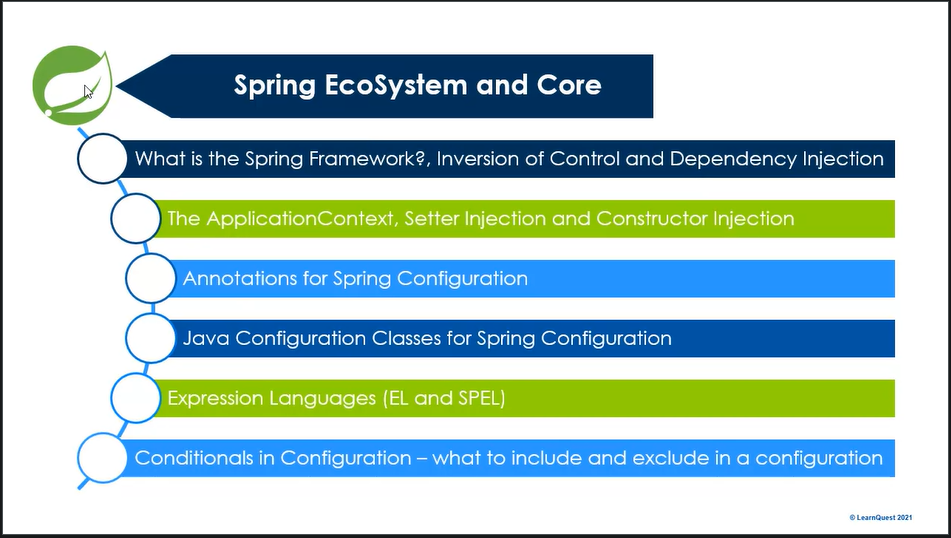 Spring EcoSystem and Core
What is the Spring Framework?, Inversion of Control and Dependency Injection
The ApplicationContext, Setter Injection and Constructor Injection
Annotations for Spring Configuration
Java Configuration Classes for Spring Configuration
Expression Languages (EL and SPEL)
Conditionals in Configuration – what to include and exclude in a configuration
© LearnQuest 2021